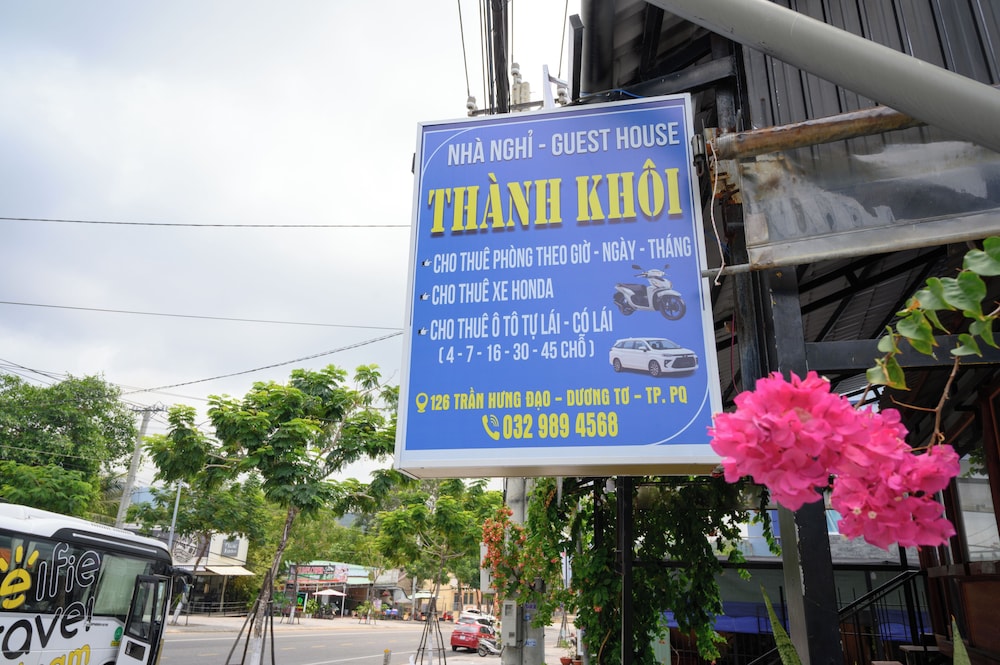 NHÀ NGHỈ - GUEST HOUSE
THÀNH KHÔI
CHO THUÊ PHÒNG THEO GIỜ - NGÀY - THÁNG
CHO THUÊ XE HONDA
CHO THUÊ Ô TÔ TỰ LÁI - CÓ LÁI
( 4 - 7 - 16 - 30 - 45 CHỖ )
126 TRẦN HƯNG ĐẠO - DƯƠNG TƠ - TP. PQ
032 989 4568
elfie
rave!